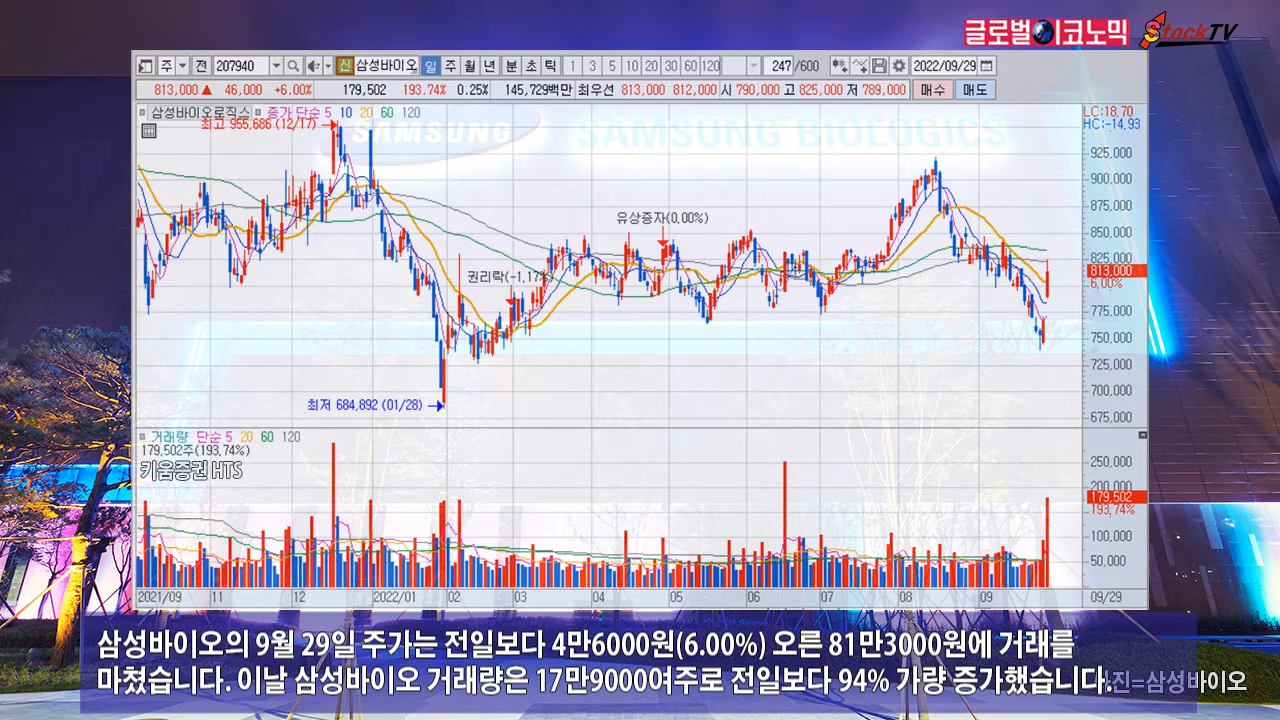 글로벌이코노믹 StockTV
주 전 207940 신 삼성바이오 일 주 월 년 분 초 틱 1 3 5 10 20 30 60 120 247 /600 2022/09/29
813,000 ▲ 46,000 +6.00% 179,502 193.74% 0.25% 145,729백만 최우선 813,000 812,000 시 790,000 고 825,000 저 789,000 매수 매도
삼성바이오로직스 종가 단순 5 10 20 60 120
LC:18.70
최고 955,686 (12/17)
HC:-14.93
SAMSUNG SAMSUNG BIOLOGICS
925,000
900,000
875,000
유상증자(0.00%)
850,000
825,000
813,000
권리락(-1.17%)
6.00%
775,000
750,000
725,000
700,000
최저 684,892 (01/28)
675,000
거래량 단순 5 20 60 120
179,502주(193.74%)
250,000
키움증권 HTS
200,000
179,502
193.74%
100,000
50,000
2021/09 11 12 2022/01 02 03 04 05 06 07 08 09 09/29
삼성바이오의 9월 29일 주가는 전일보다 4만6000원(6.00%) 오른 81만3000원에 거래를
마쳤습니다. 이날 삼성바이오 거래량은 17만90000여주로 전일보다 94% 가량 증가했습니다.
진=삼성바이오